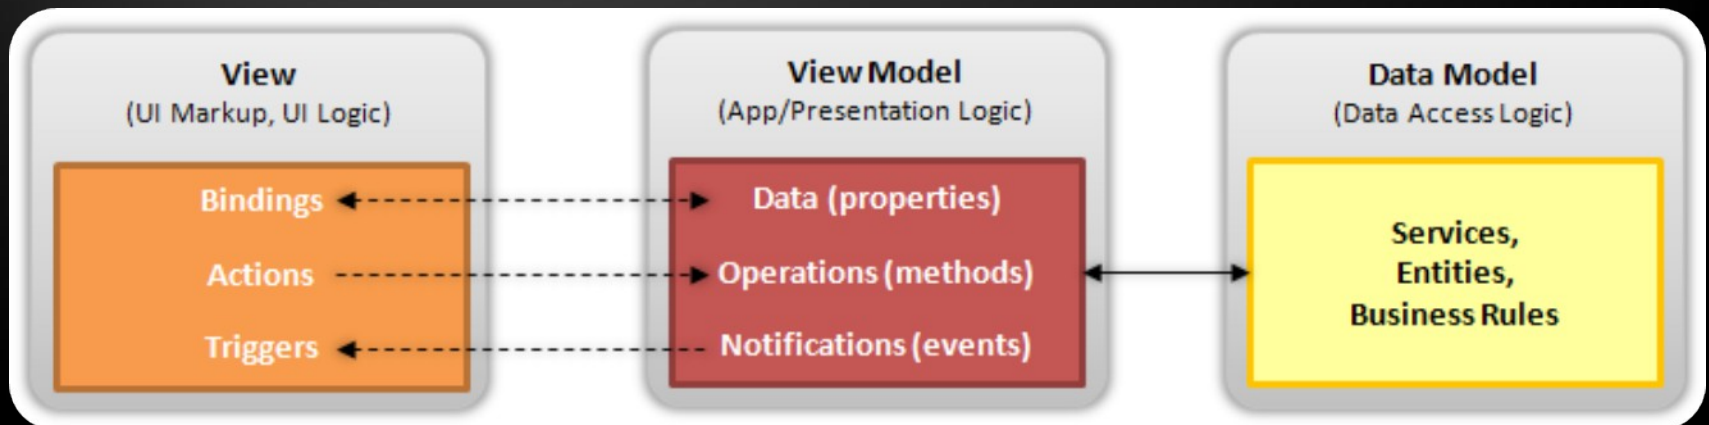 View
(UI Markup, UI Logic)
Bindings
Actions
Triggers
View Model
(App/Presentation Logic)
Data (properties)
Operations (methods)
Notifications (events)
Data Model
(Data Access Logic)
Services,
Entities,
Business Rules